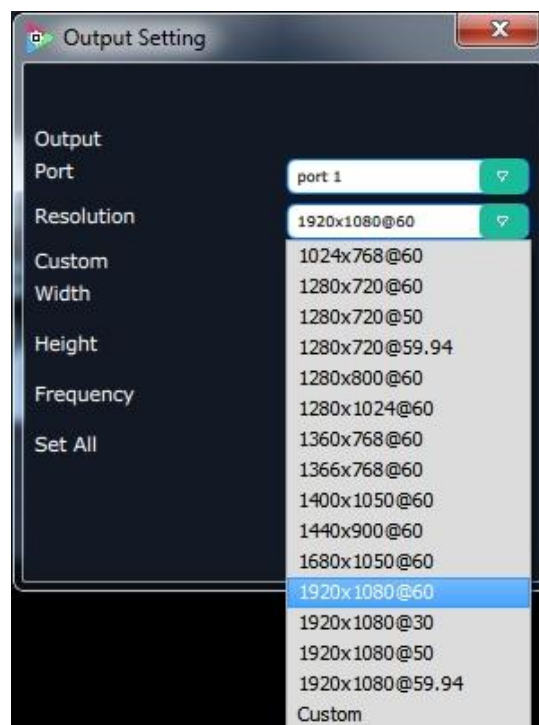 Output Setting
Output
Port
port 1
Resolution
1920x1080@60
Custom
Width
Height
Frequency
Set All
1024x768@60
1280x720@60
1280x720@50
1280x720@59.94
1280x800@60
1280x1024@60
1360x768@60
1366x768@60
1400x1050@60
1440x900@60
1680x1050@60
1920x1080@60
1920x1080@30
1920x1080@50
1920x1080@59.94
Custom